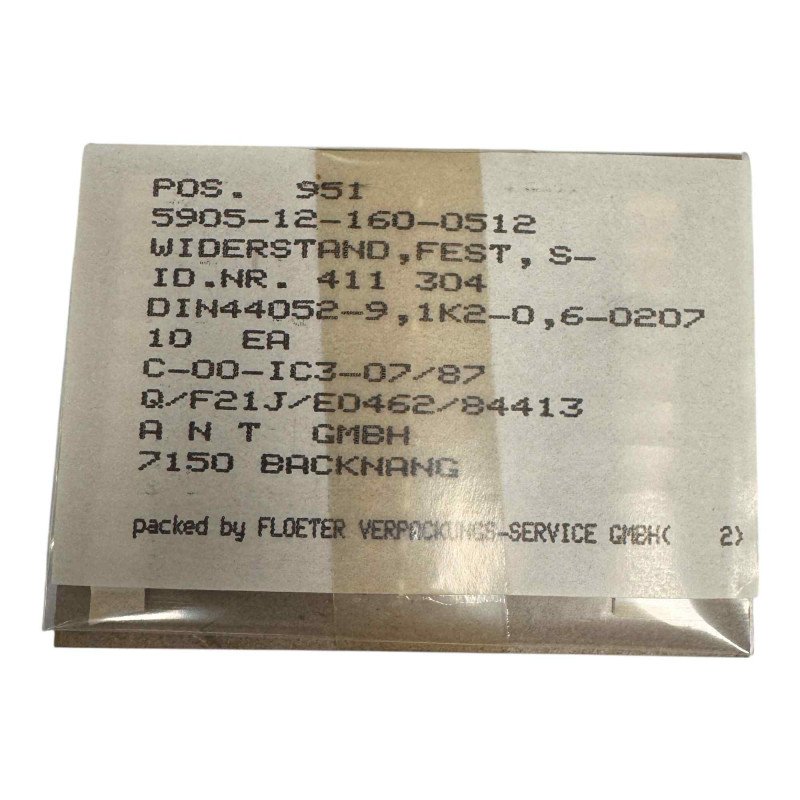 POS. 951
5905-12-160-0512
WIDERSTAND,FEST,S-
ID.NR. 411 304
DIN44052-9,1K2-0,6-0207
10 EA
C-00-IC3-07/87
Q/F21J/E0462/84413
A N T GMBH
7150 BACKNANG
packed by FLOETER VERPACKUNGS-SERVICE GMBH( 2)